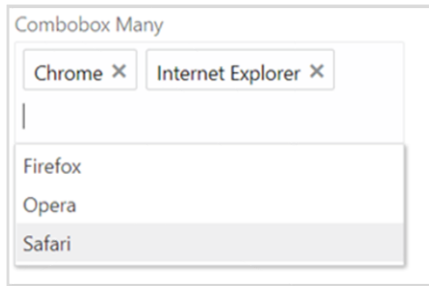 Combobox Many
Chrome × Internet Explorer ×
Firefox
Opera
Safari